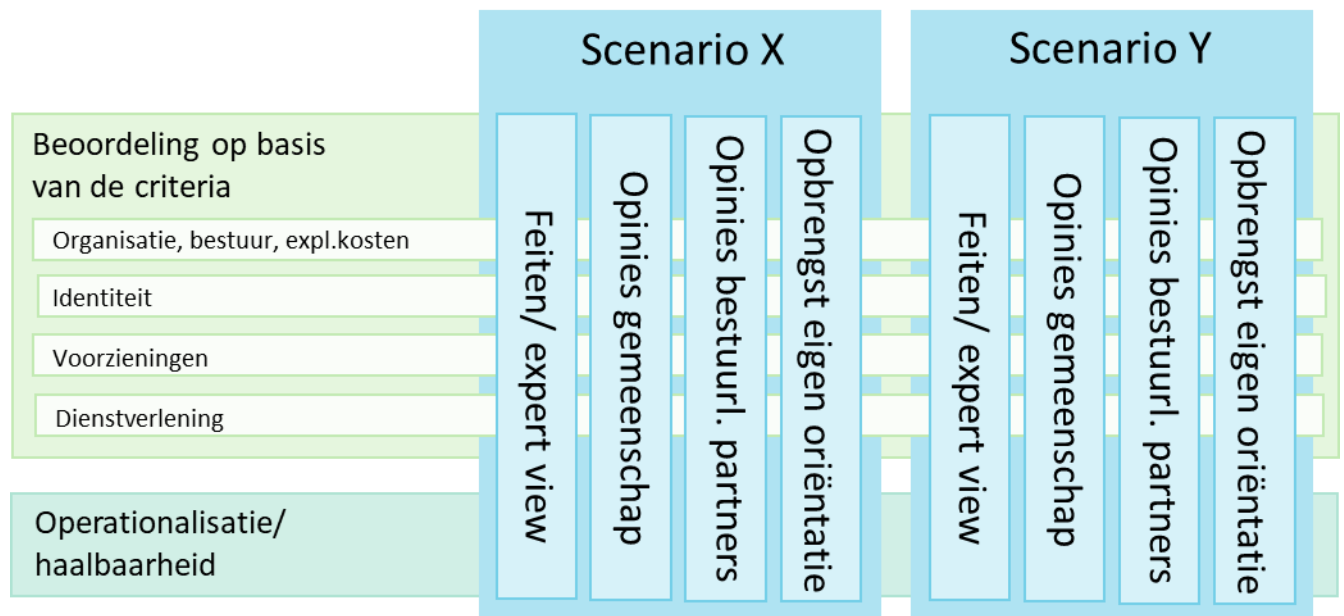 Scenario X
Scenario Y
Beoordeling op basis
van de criteria
Organisatie, bestuur, expl.kosten
Identiteit
Voorzieningen
Dienstverlening
Operationalisatie/
haalbaarheid
Feiten/ expert view
Opinies gemeenschap
Opinies bestuurl. partners
Opbrengst eigen oriëntatie
Feiten/ expert view
Opinies gemeenschap
Opinies bestuurl. partners
Opbrengst eigen oriëntatie